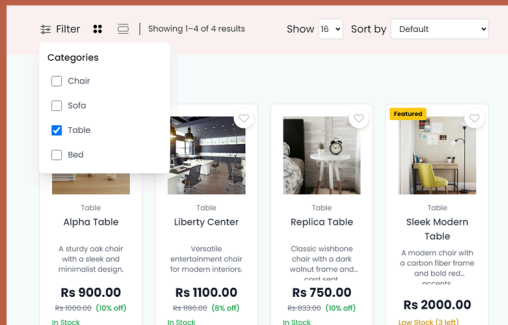 Filter
Showing 1–4 of 4 results
Show 16
Sort by Default
Categories
Chair
Sofa
Table
Bed
Table
Alpha Table
A sturdy oak chair
with a sleek and
minimalist design.
Rs 900.00
Rs 1000.00 (10% off)
In Stock
Table
Liberty Center
Versatile
entertainment chair
for modern interiors.
Rs 1100.00
Rs 1196.00 (8% off)
In Stock
Table
Replica Table
Classic wishbone
chair with a dark
walnut frame and...
cord seat
Rs 750.00
Rs 833.00 (10% off)
In Stock
Featured
Table
Sleek Modern
Table
A modern chair with
a carbon fiber frame
and bold red...
accents
Rs 2000.00
Low Stock (3 left)